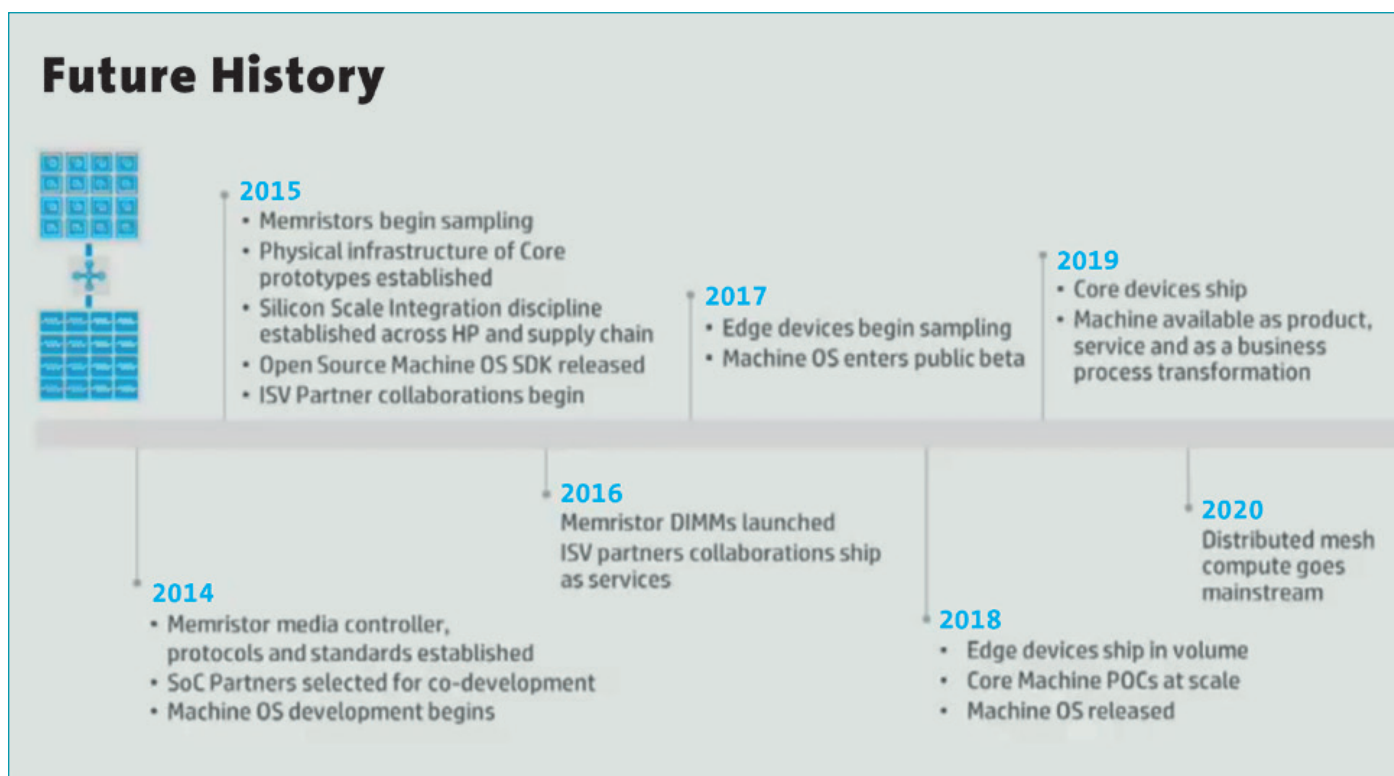 Future History
2015
• Memristors begin sampling
• Physical infrastructure of Core
prototypes established
• Silicon Scale Integration discipline
established across HP and supply chain
• Open Source Machine OS SDK released
• ISV Partner collaborations begin
2017
• Edge devices begin sampling
• Machine OS enters public beta
2019
• Core devices ship
• Machine available as product,
service and as a business
process transformation
2014
• Memristor media controller,
protocols and standards established
• SoC Partners selected for co-development
• Machine OS development begins
2016
Memristor DIMMs launched
ISV partners collaborations ship
as services
2018
• Edge devices ship in volume
• Core Machine POCs at scale
• Machine OS released
2020
Distributed mesh
compute goes
mainstream